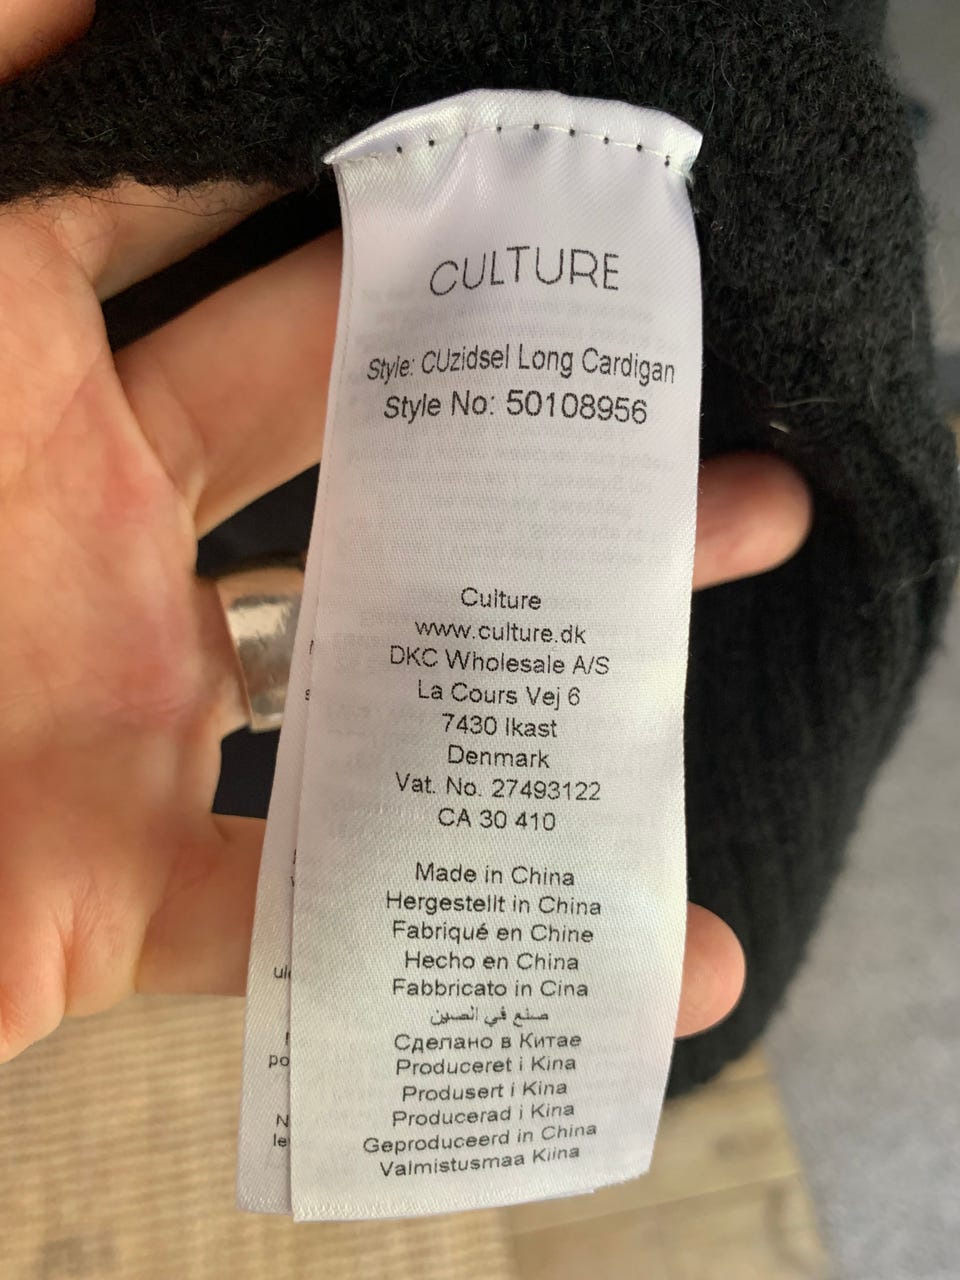 CULTURE
Style: CUzidsel Long Cardigan
Style No: 50108956
Culture
www.culture.dk
DKC Wholesale A/S
La Cours Vej 6
7430 Ikast
Denmark
Vat. No. 27493122
CA 30 410
Made in China
Hergestellt in China
Fabriqué en Chine
Hecho en China
Fabbricato in Cina
صنع في الصين
Сделано в Китае
Produceret i Kina
Produsert i Kina
Producerad i Kina
Geproduceerd in China
Valmistusmaa Kiina